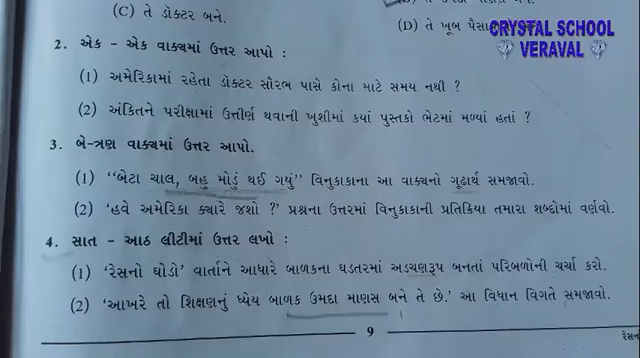 (C) તે ડૉક્ટર બને.
(D) તે ખૂબ પૈસા
CRYSTAL SCHOOL
VERAVAL
2. એક - એક વાક્યમાં ઉત્તર આપો :
(1) અમેરિકામાં રહેતા ડૉક્ટર સૌરભ પાસે કોના માટે સમય નથી ?
(2) અંકિતને પરીક્ષામાં ઉત્તીર્ણ થવાની ખુશીમાં કયાં પુસ્તકો ભેટમાં મળ્યાં હતાં ?
3. બે-ત્રણ વાક્યમાં ઉત્તર આપો.
(1) “બેટા ચાલ, બહુ મોડું થઈ ગયું” વિનુકાકાના આ વાક્યનો ગૂઢાર્થ સમજાવો.
(2) ‘હવે અમેરિકા ક્યારે જશો ?’ પ્રશ્નના ઉત્તરમાં વિનુકાકાની પ્રતિક્રિયા તમારા શબ્દોમાં વર્ણવો.
4. સાત - આઠ લીટીમાં ઉત્તર લખો :
(1) ‘રેસનો ઘોડો’ વાર્તાને આધારે બાળકના ઘડતરમાં અડચણરૂપ બનતાં પરિબળોની ચર્ચા કરો.
(2) ‘આખરે તો શિક્ષણનું ધ્યેય બાળક ઉમદા માણસ બને તે છે.’ આ વિધાન વિગતે સમજાવો.
9